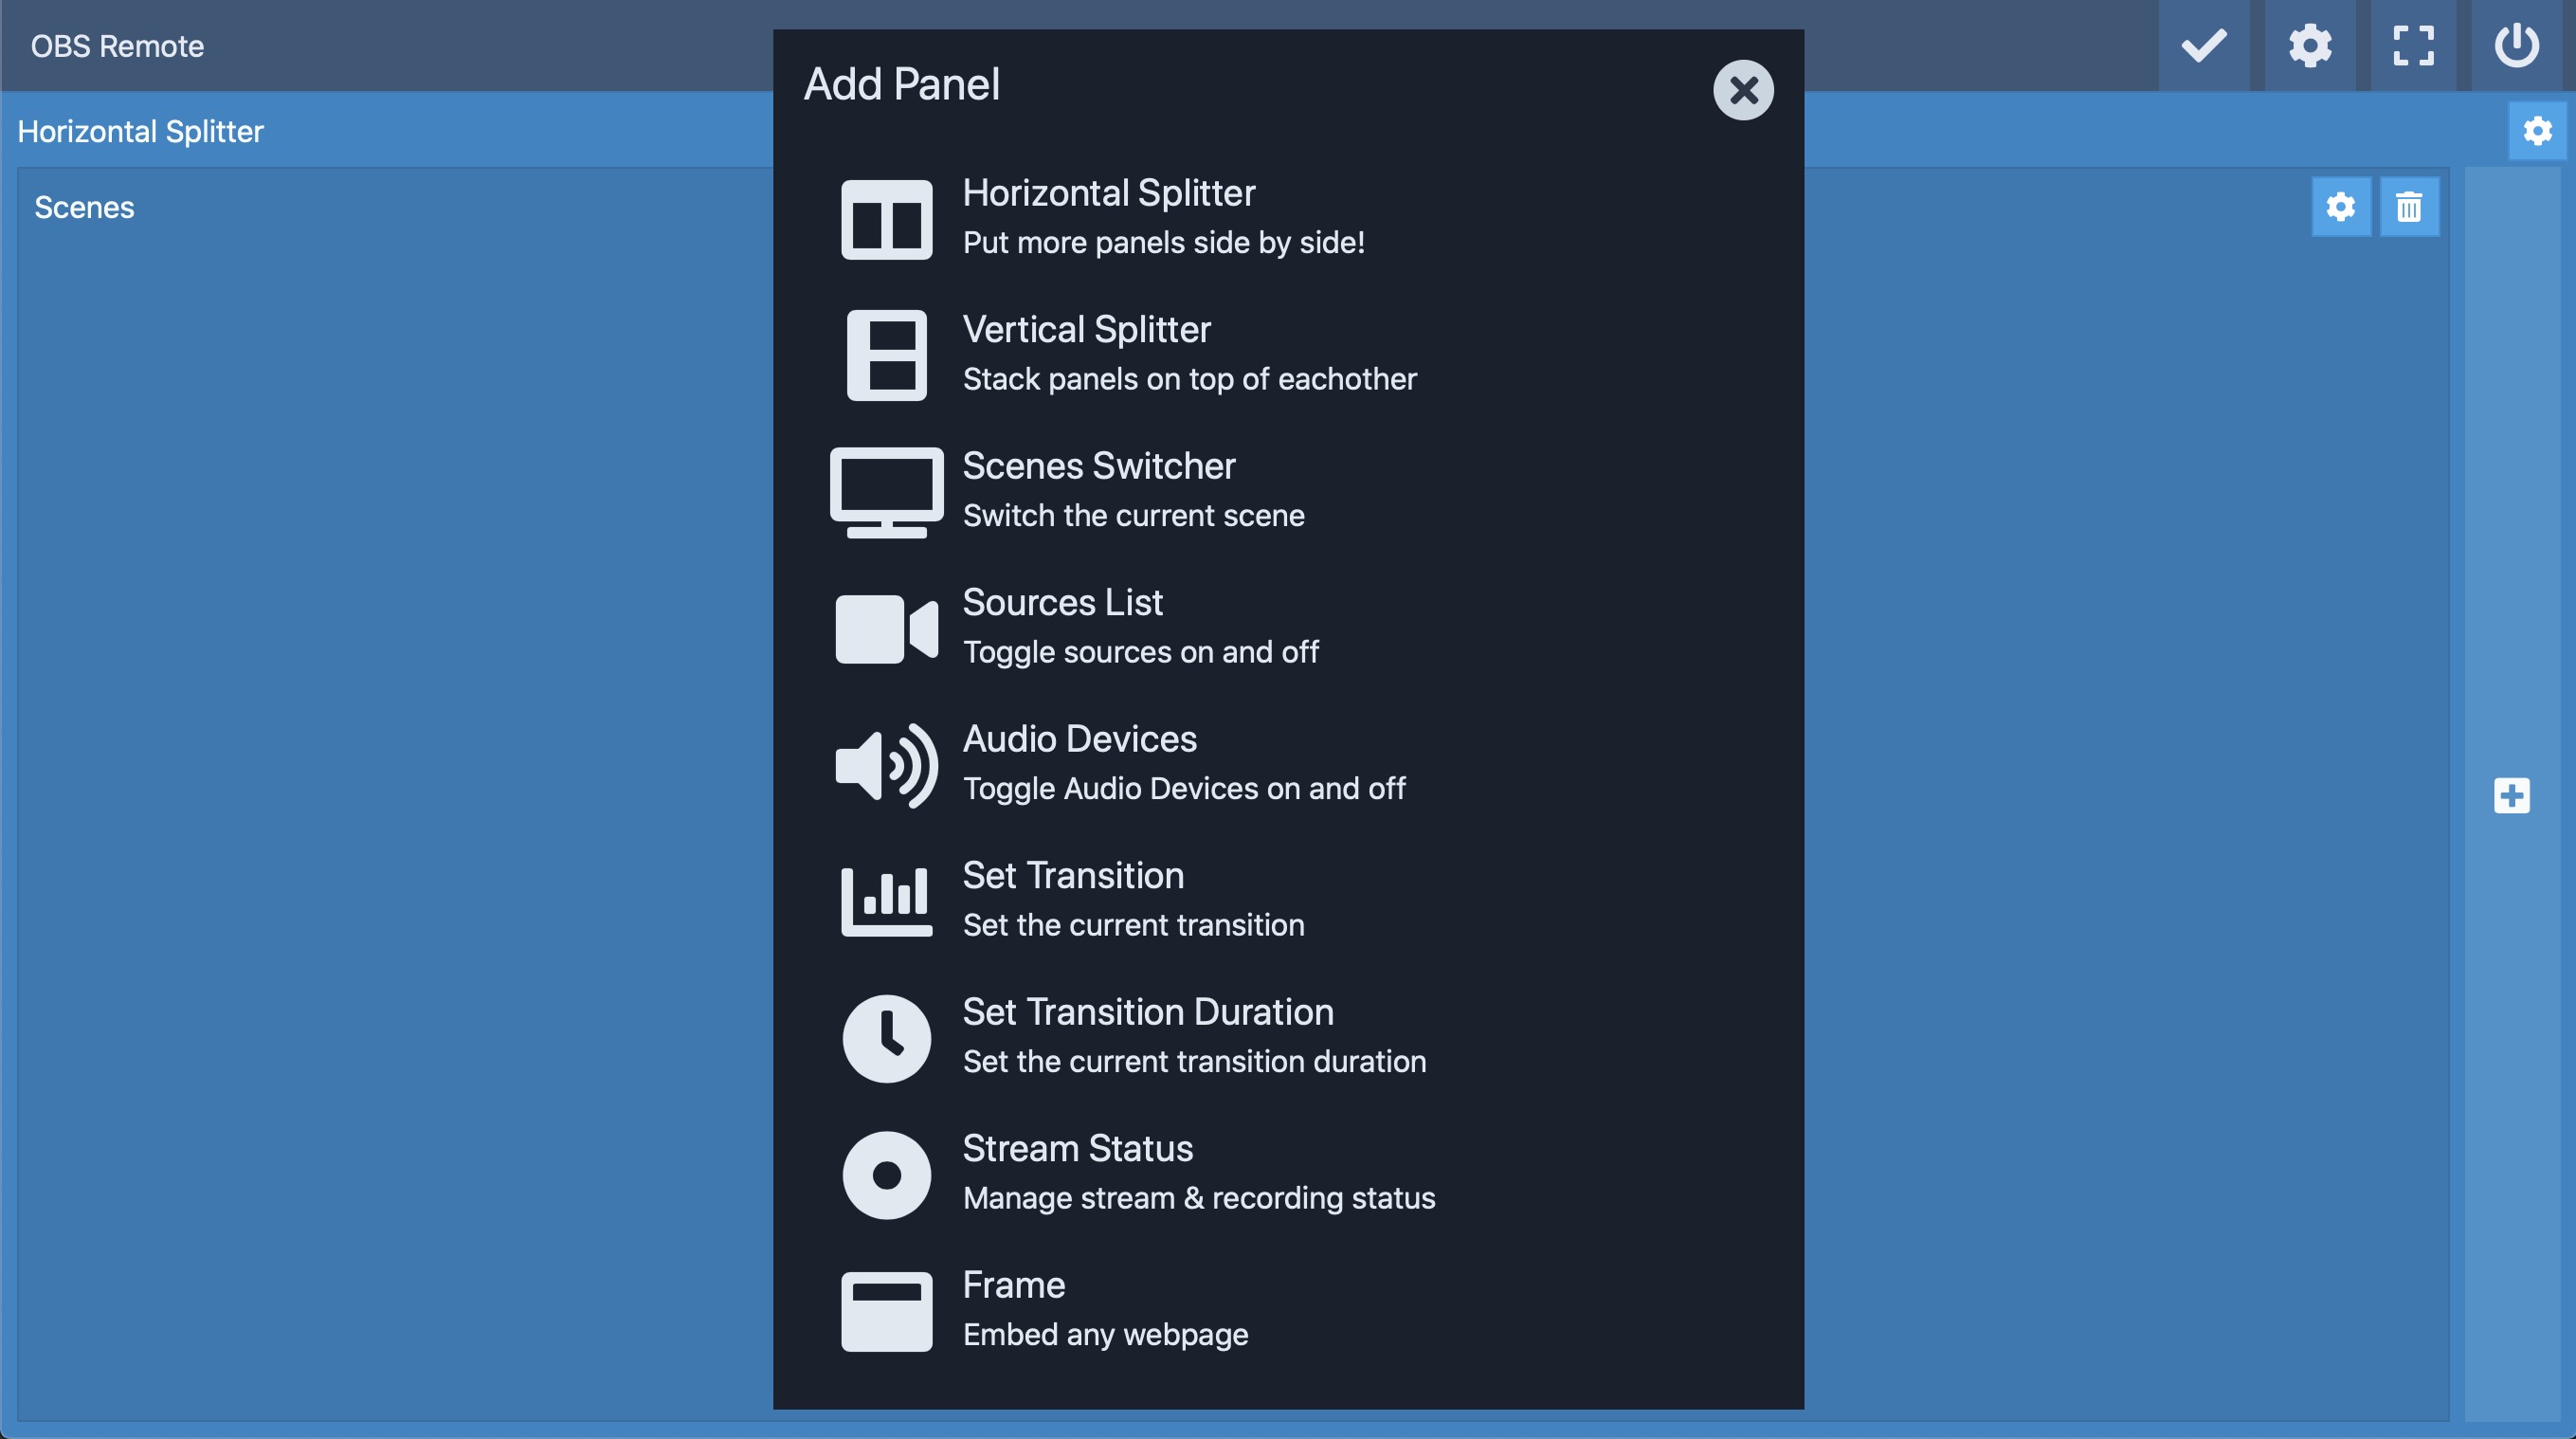 OBS Remote
Add Panel
Horizontal Splitter
Scenes
Horizontal Splitter
Put more panels side by side!
Vertical Splitter
Stack panels on top of eachother
Scenes Switcher
Switch the current scene
Sources List
Toggle sources on and off
Audio Devices
Toggle Audio Devices on and off
Set Transition
Set the current transition
Set Transition Duration
Set the current transition duration
Stream Status
Manage stream & recording status
Frame
Embed any webpage